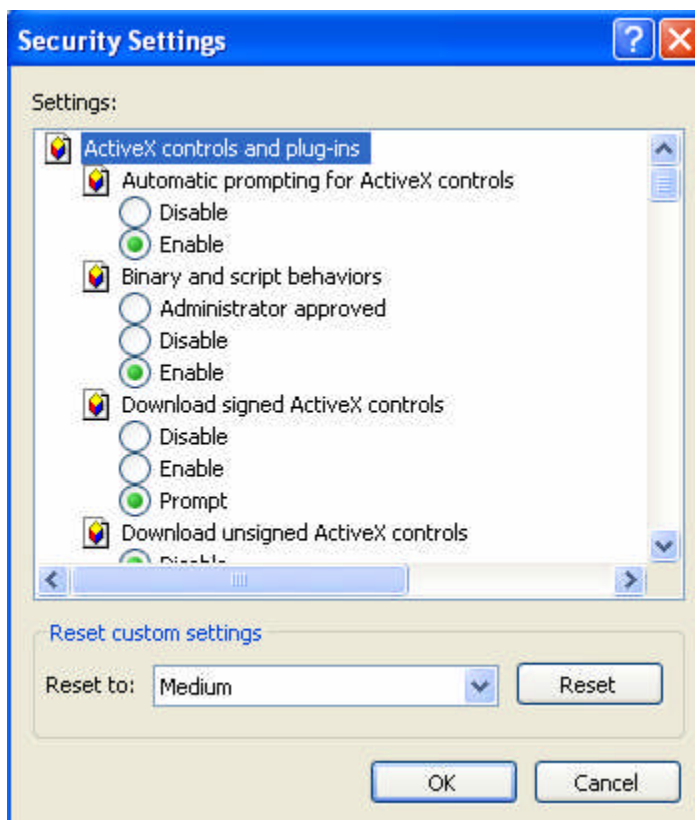 Security Settings
Settings:
ActiveX controls and plug-ins
Automatic prompting for ActiveX controls
Disable
Enable
Binary and script behaviors
Administrator approved
Disable
Enable
Download signed ActiveX controls
Disable
Enable
Prompt
Download unsigned ActiveX controls
Disable
Reset custom settings
Reset to: Medium Reset
OK Cancel